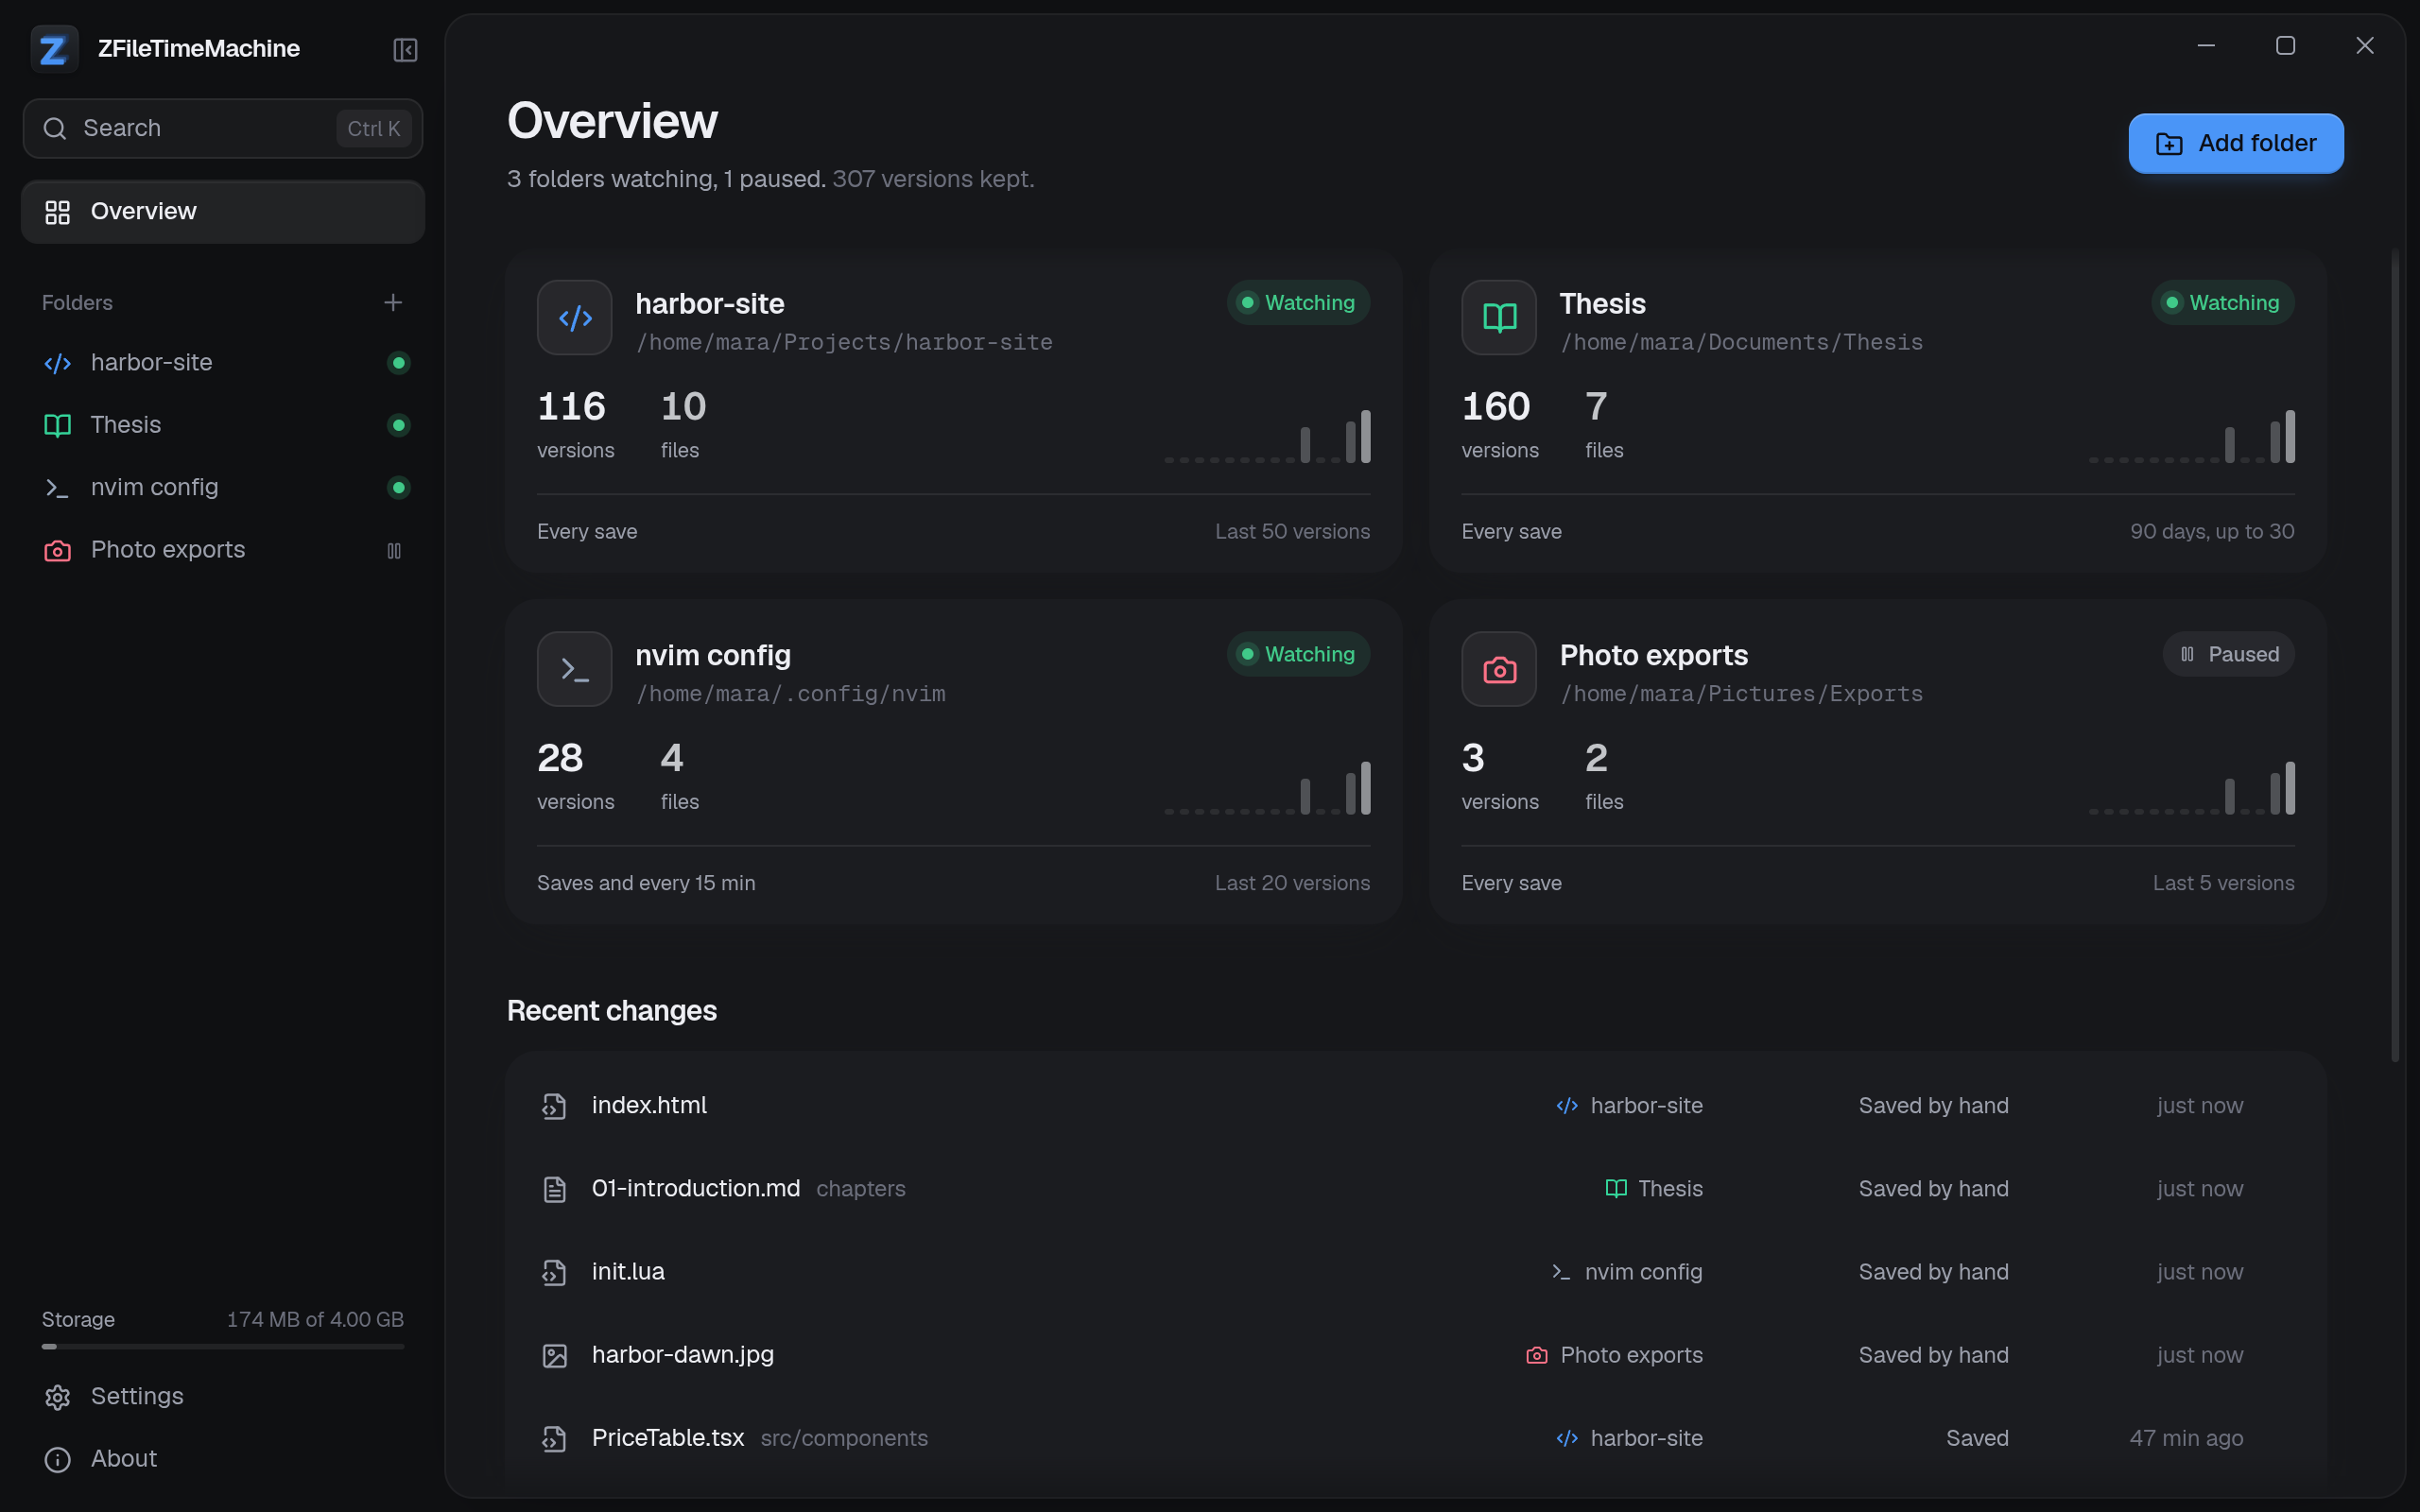 ZFileTimeMachine
Search Ctrl K
Overview
Folders
harbor-site
Thesis
nvim config
Photo exports
Storage 174 MB of 4.00 GB
Settings
About
Overview
3 folders watching, 1 paused. 307 versions kept.
Add folder
harbor-site Watching
/home/mara/Projects/harbor-site
116 10
versions files
Every save Last 50 versions
Thesis Watching
/home/mara/Documents/Thesis
160 7
versions files
Every save 90 days, up to 30
nvim config Watching
/home/mara/.config/nvim
28 4
versions files
Saves and every 15 min Last 20 versions
Photo exports Paused
/home/mara/Pictures/Exports
3 2
versions files
Every save Last 5 versions
Recent changes
index.html harbor-site Saved by hand just now
01-introduction.md chapters Thesis Saved by hand just now
init.lua nvim config Saved by hand just now
harbor-dawn.jpg Photo exports Saved by hand just now
PriceTable.tsx src/components harbor-site Saved 47 min ago